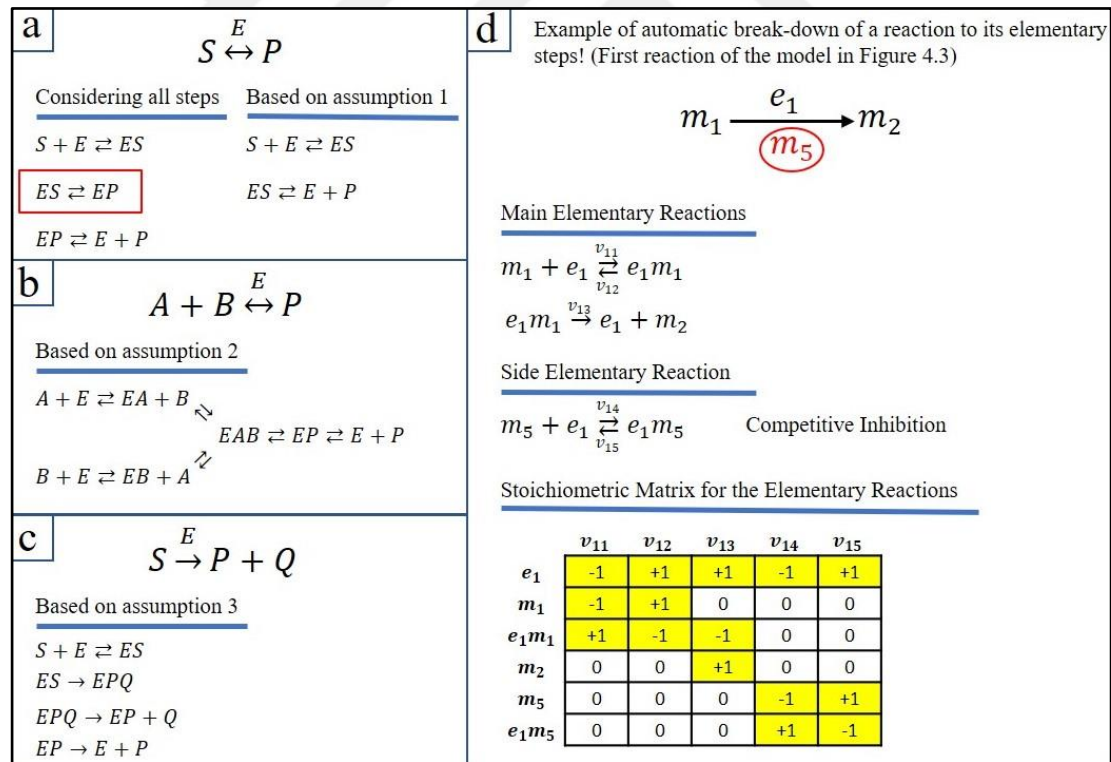 a
E
S ↔ P
Considering all steps Based on assumption 1
S + E ⇄ ES S + E ⇄ ES
ES ⇄ EP ES ⇄ E + P
EP ⇄ E + P
b
E
A + B ↔ P
Based on assumption 2
A + E ⇄ EA + B ⇄
EAB ⇄ EP ⇄ E + P
B + E ⇄ EB + A ⇄
c
E
S → P + Q
Based on assumption 3
S + E ⇄ ES
ES → EPQ
EPQ → EP + Q
EP → E + P
d
Example of automatic break-down of a reaction to its elementary
steps! (First reaction of the model in Figure 4.3)
e₁
m₁ → m₂
m₅
Main Elementary Reactions
v₁₁
m₁ + e₁ ⇄ e₁m₁
v₁₂
v₁₃
e₁m₁ → e₁ + m₂
Side Elementary Reaction
v₁₄
m₅ + e₁ ⇄ e₁m₅ Competitive Inhibition
v₁₅
Stoichiometric Matrix for the Elementary Reactions
v₁₁ v₁₂ v₁₃ v₁₄ v₁₅
e₁ -1 +1 +1 -1 +1
m₁ -1 +1 0 0 0
e₁m₁ +1 -1 -1 0 0
m₂ 0 0 +1 0 0
m₅ 0 0 0 -1 +1
e₁m₅ 0 0 0 +1 -1